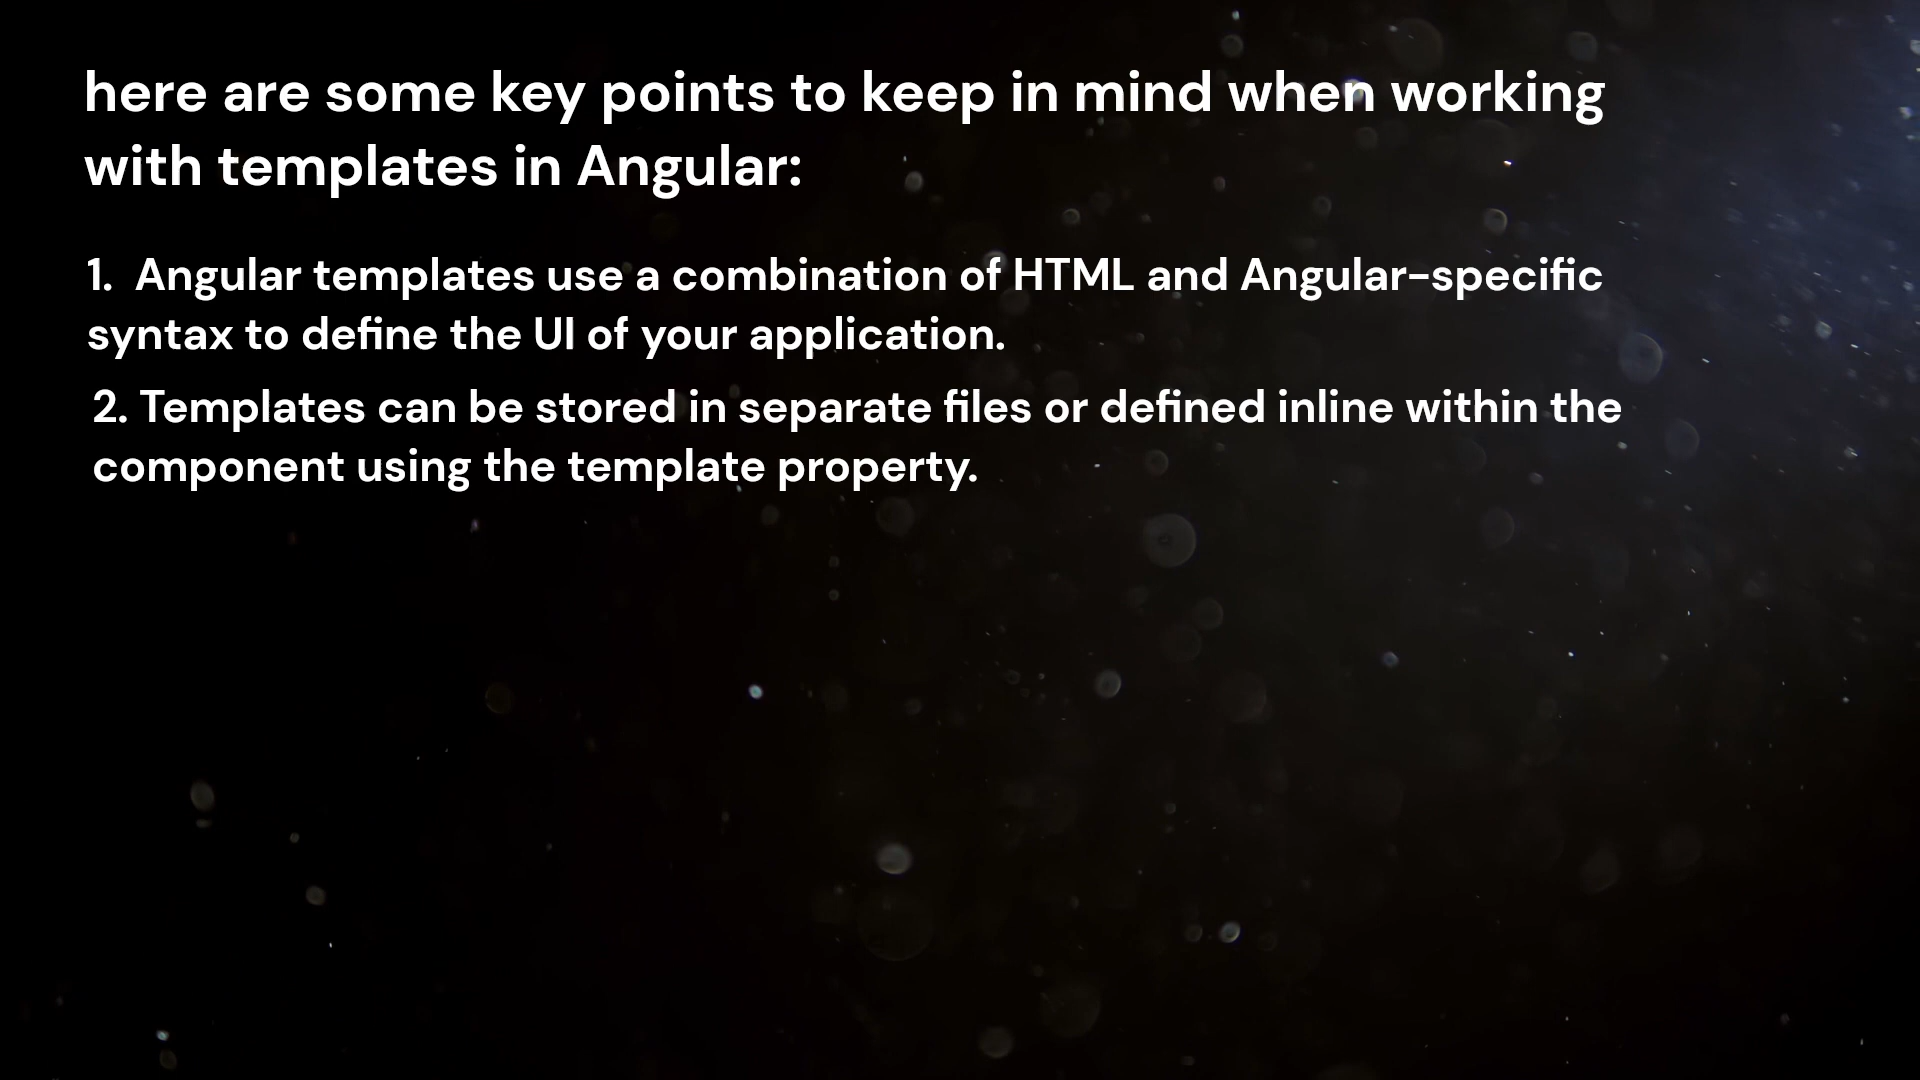 here are some key points to keep in mind when working
with templates in Angular:
1. Angular templates use a combination of HTML and Angular-specific
syntax to define the UI of your application.
2. Templates can be stored in separate files or defined inline within the
component using the template property.